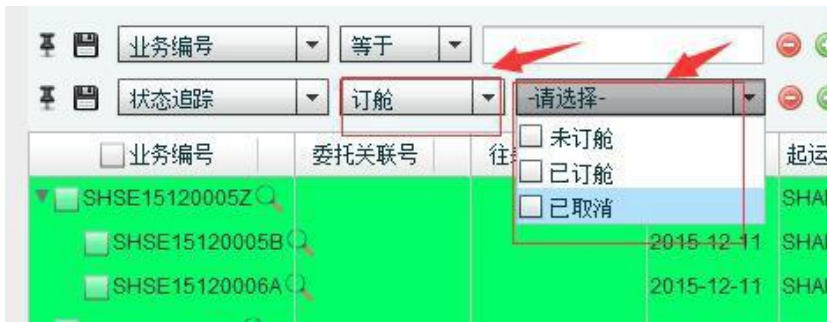 业务编号 等于
状态追踪 订舱 -请选择-
未订舱
已订舱
已取消
业务编号 委托关联号 起运
SHSE15120005Z SHA
SHSE15120005B 2015-12-11 SHA
SHSE15120006A 2015-12-11 SHA